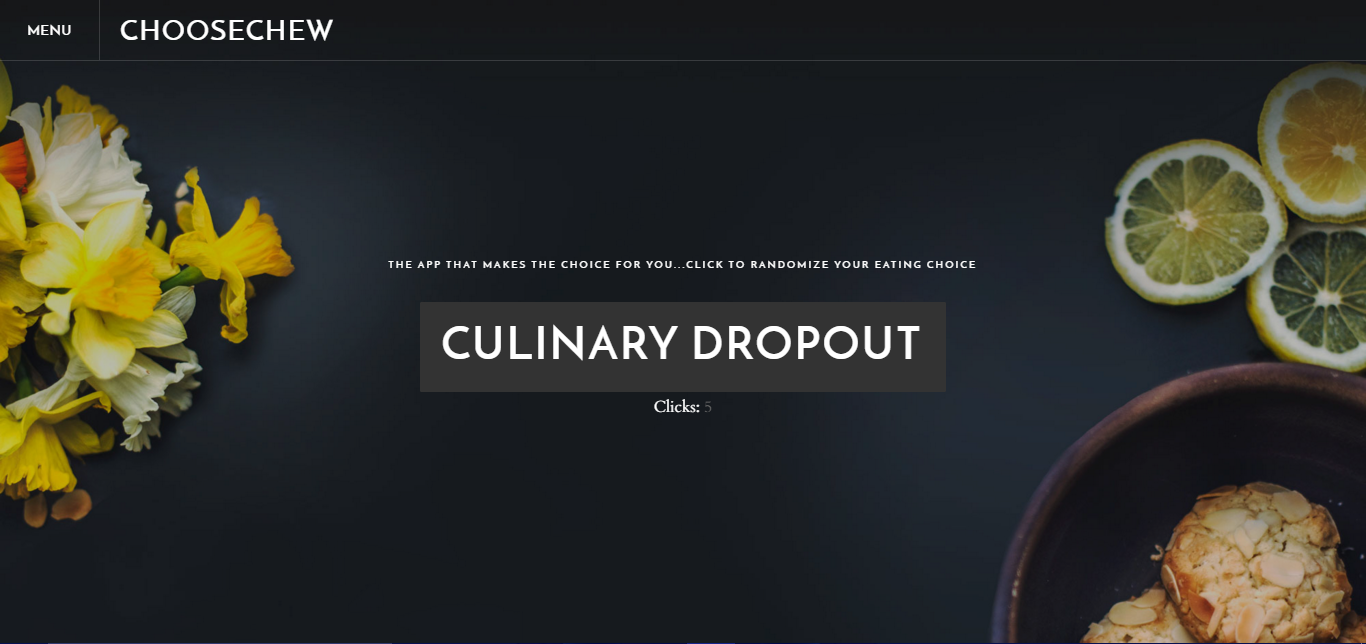 MENU
CHOOSECHEW
THE APP THAT MAKES THE CHOICE FOR YOU...CLICK TO RANDOMIZE YOUR EATING CHOICE
CULINARY DROPOUT
Clicks: 5